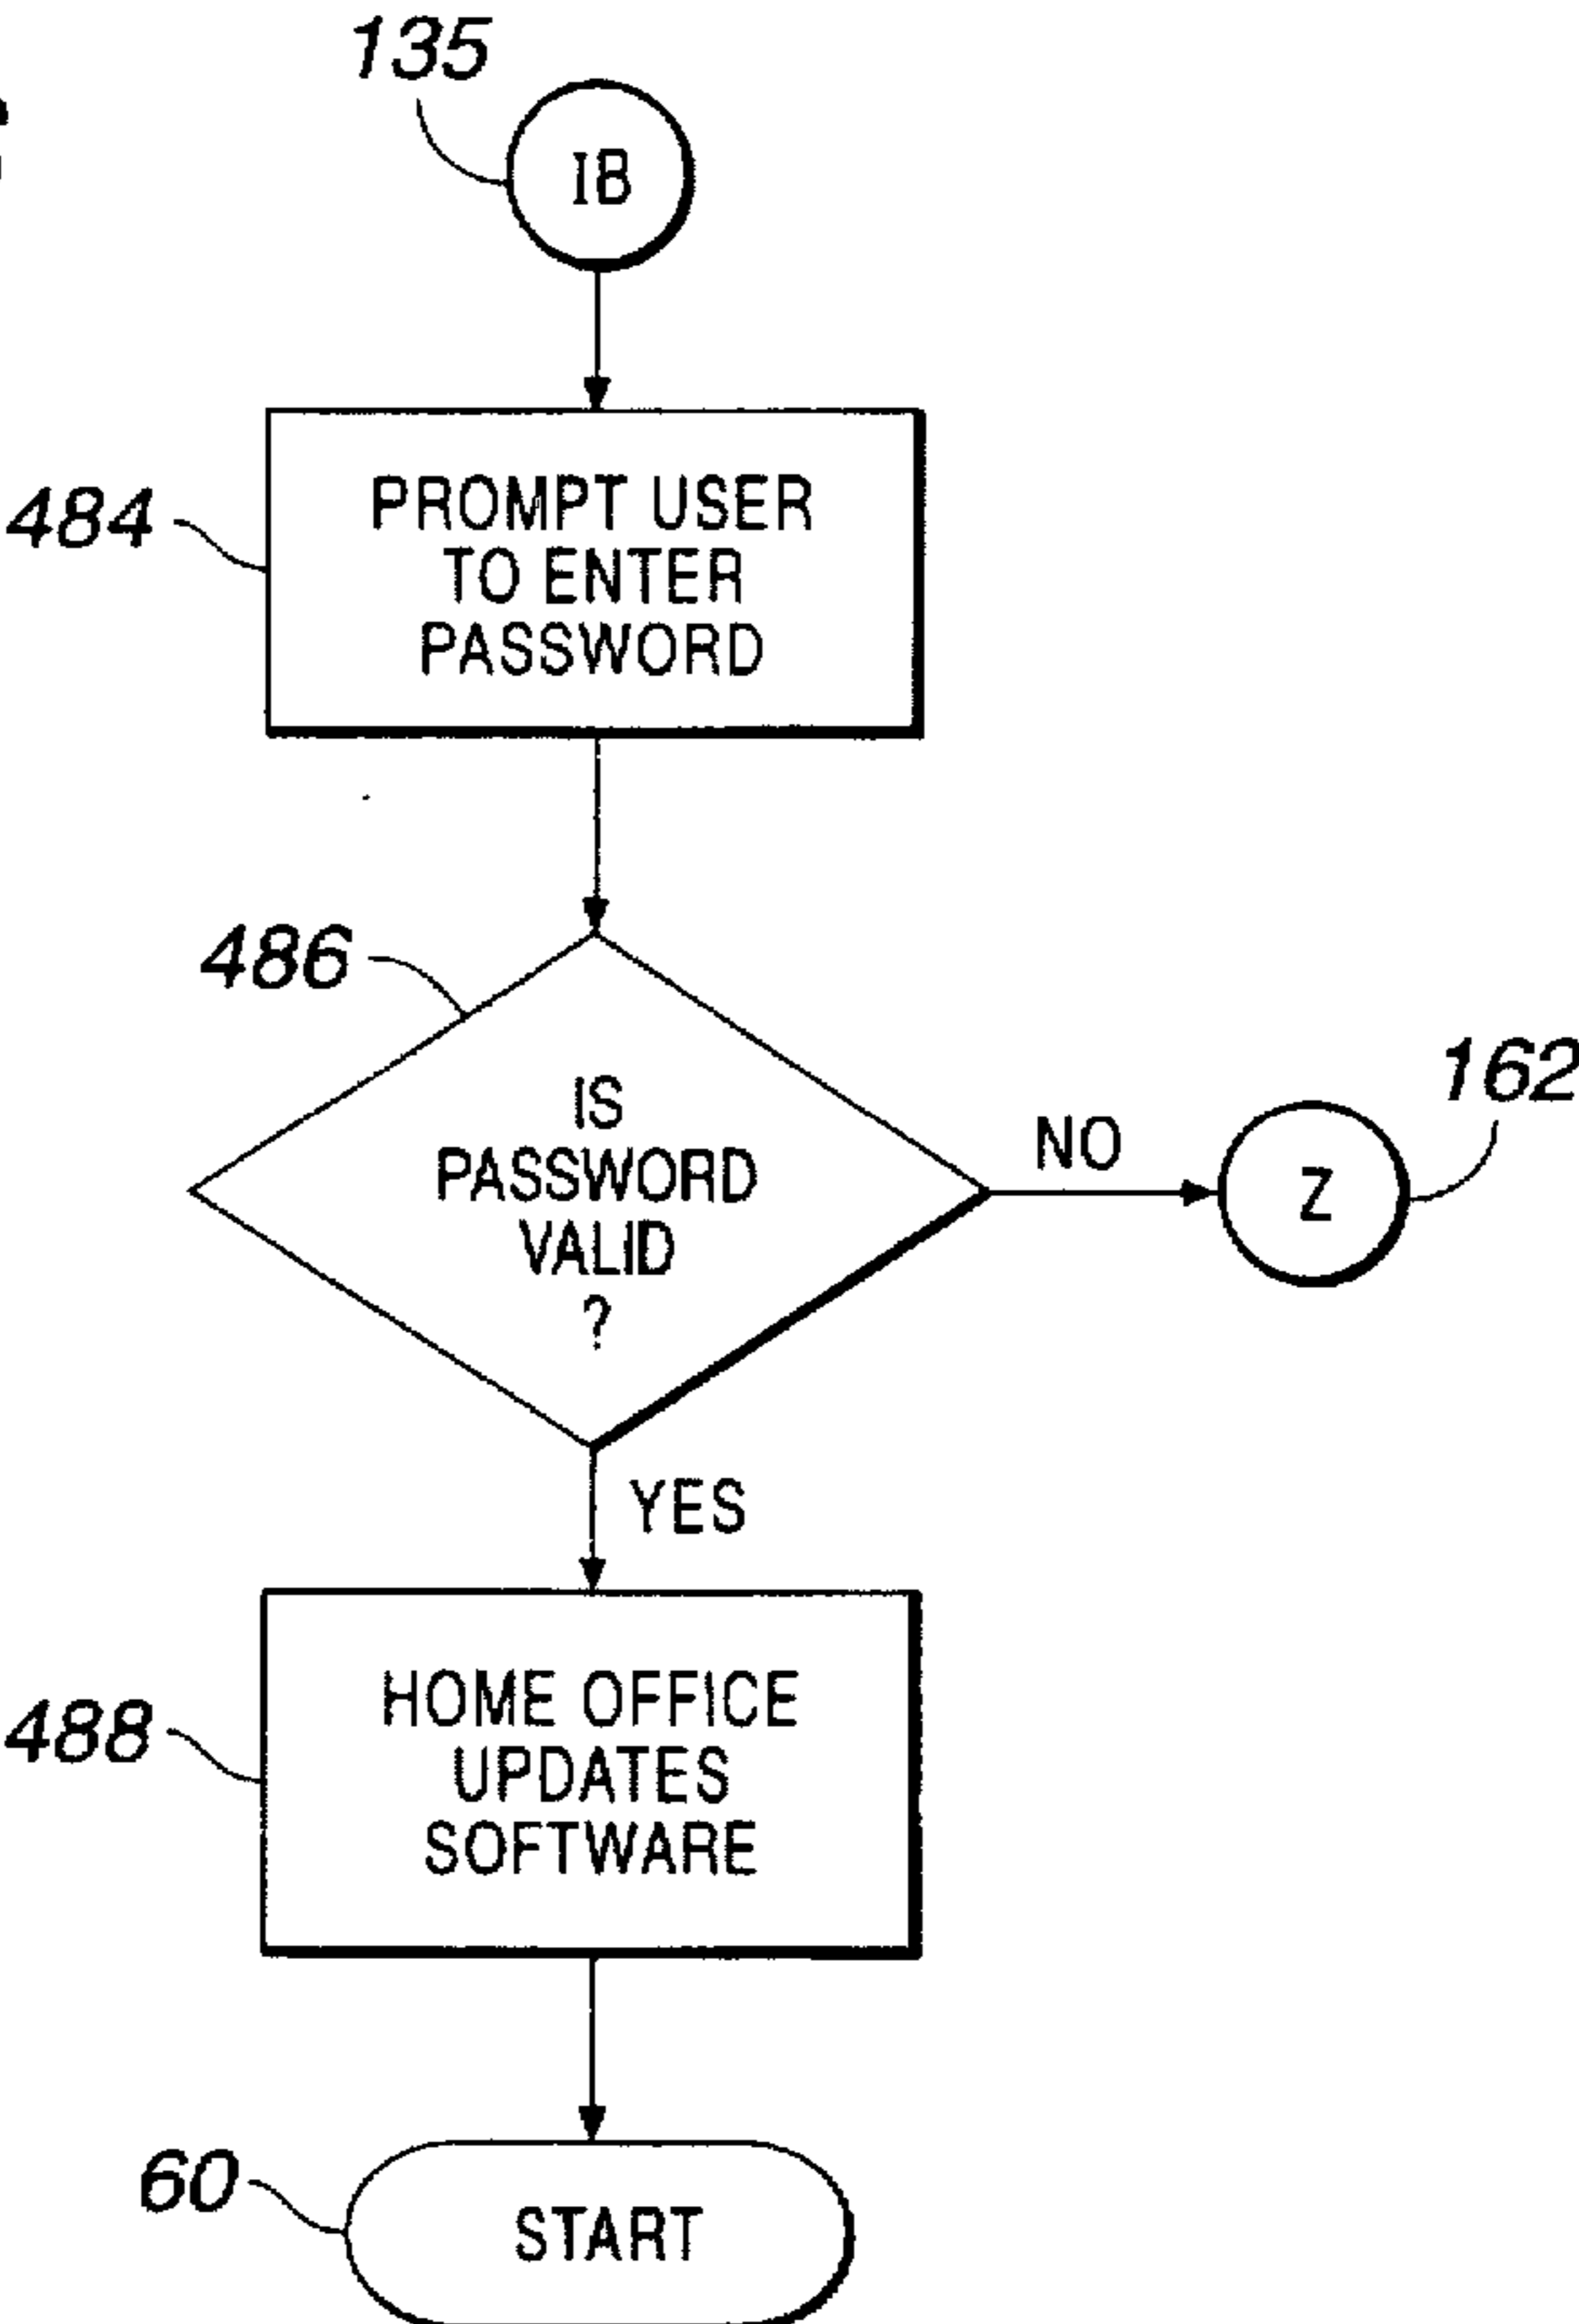 135
IB
484
PROMPT USER
TO ENTER
PASSWORD
486
IS
PASSWORD
VALID
?
NO
162
Z
YES
488
HOME OFFICE
UPDATES
SOFTWARE
60
START